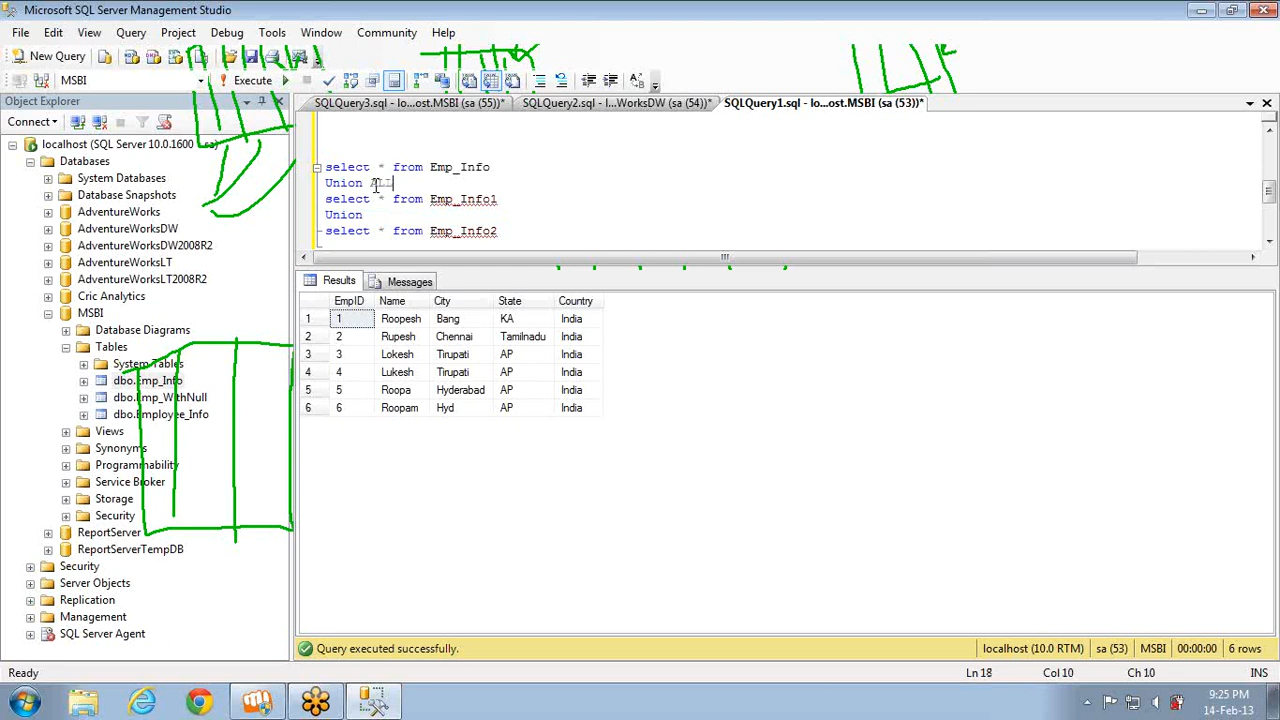 Microsoft SQL Server Management Studio
File Edit View Query Project Debug Tools Window Community Help
New Query
MSBI Execute
Object Explorer
SQLQuery3.sql - lo...ost.MSBI (sa (55))* SQLQuery2.sql - l...WorksDW (sa (54))* SQLQuery1.sql - lo...ost.MSBI (sa (53))*
Connect
localhost (SQL Server 10.0.1600 sa)
Databases
System Databases
Database Snapshots
AdventureWorks
AdventureWorksDW
AdventureWorksDW2008R2
AdventureWorksLT
AdventureWorksLT2008R2
Cric Analytics
MSBI
Database Diagrams
Tables
System Tables
dbo.Emp_Info
dbo.Emp_WithNull
dbo.Employee_Info
Views
Synonyms
Programmability
Service Broker
Storage
Security
ReportServer
ReportServerTempDB
Security
Server Objects
Replication
Management
SQL Server Agent
select * from Emp_Info
Union ALL
select * from Emp_Info1
Union
select * from Emp_Info2
Results Messages
EmpID Name City State Country
1 1 Roopesh Bang KA India
2 2 Rupesh Chennai Tamilnadu India
3 3 Lokesh Tirupati AP India
4 4 Lukesh Tirupati AP India
5 5 Roopa Hyderabad AP India
6 6 Roopam Hyd AP India
Query executed successfully. localhost (10.0 RTM) sa (53) MSBI 00:00:00 6 rows
Ready Ln 18 Col 10 Ch 10 INS
9:25 PM
14-Feb-13